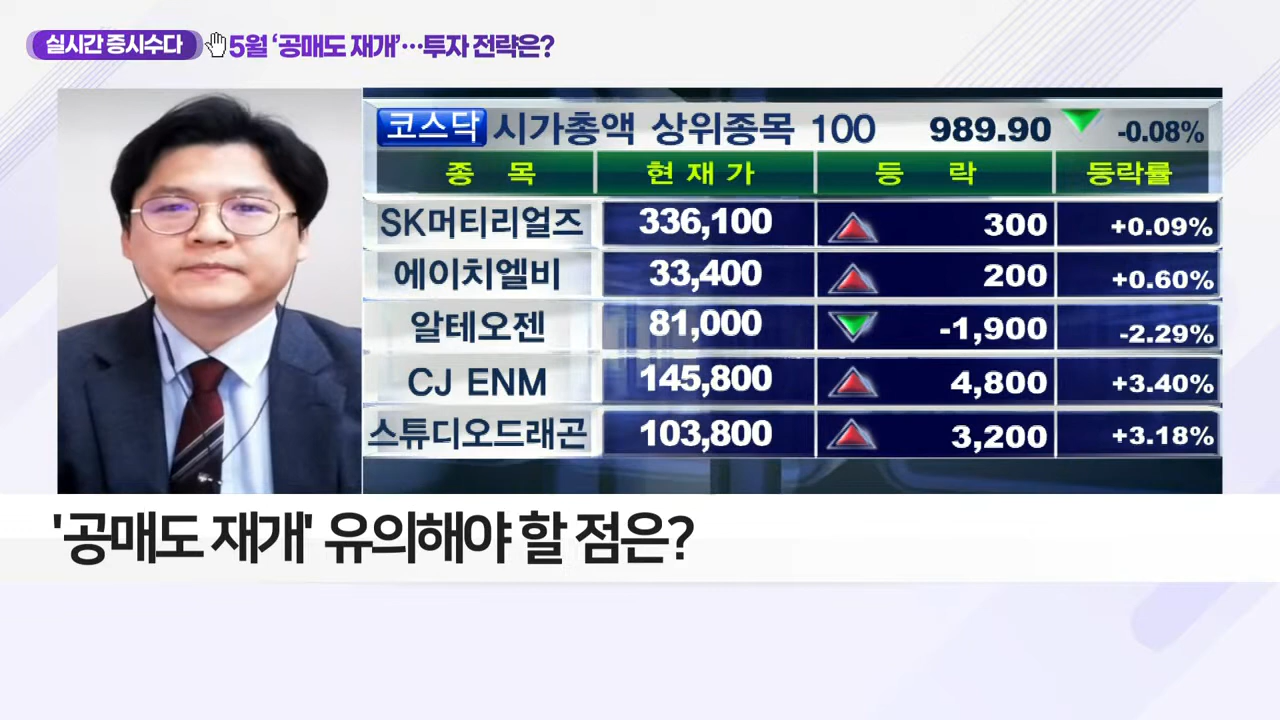 실시간 증시수다 5월 ‘공매도 재개’…투자 전략은?
코스닥 시가총액 상위종목 100 989.90 -0.08%
종 목 현 재 가 등 락 등락률
SK머티리얼즈 336,100 300 +0.09%
에이치엘비 33,400 200 +0.60%
알테오젠 81,000 -1,900 -2.29%
CJ ENM 145,800 4,800 +3.40%
스튜디오드래곤 103,800 3,200 +3.18%
'공매도 재개' 유의해야 할 점은?